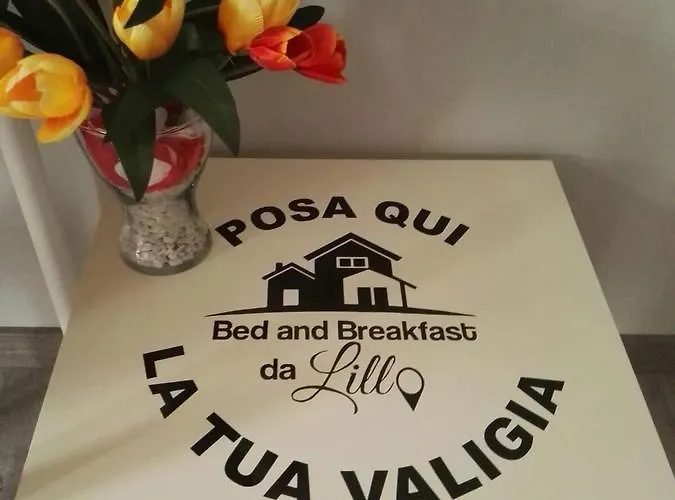 POSA QUI
Bed and Breakfast
da Lillo
LA TUA VALIGIA